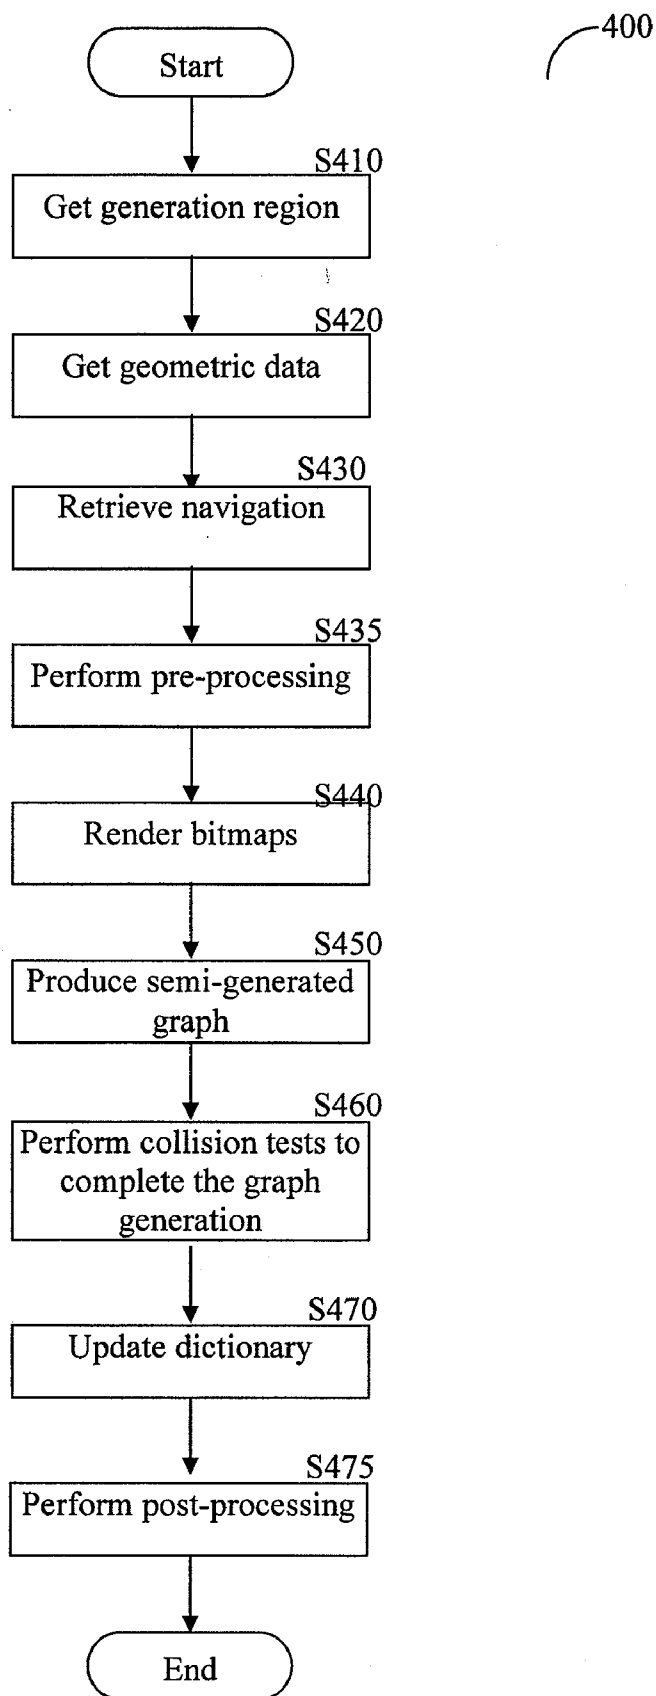 400
Start
S410
Get generation region
S420
Get geometric data
S430
Retrieve navigation
S435
Perform pre-processing
S440
Render bitmaps
S450
Produce semi-generated
graph
S460
Perform collision tests to
complete the graph
generation
S470
Update dictionary
S475
Perform post-processing
End